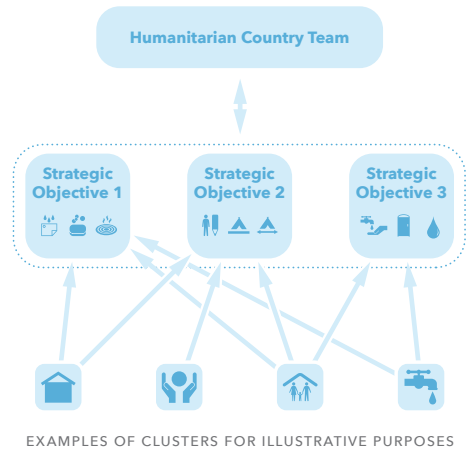 Humanitarian Country Team
Strategic
Objective 1
Strategic
Objective 2
Strategic
Objective 3
EXAMPLES OF CLUSTERS FOR ILLUSTRATIVE PURPOSES